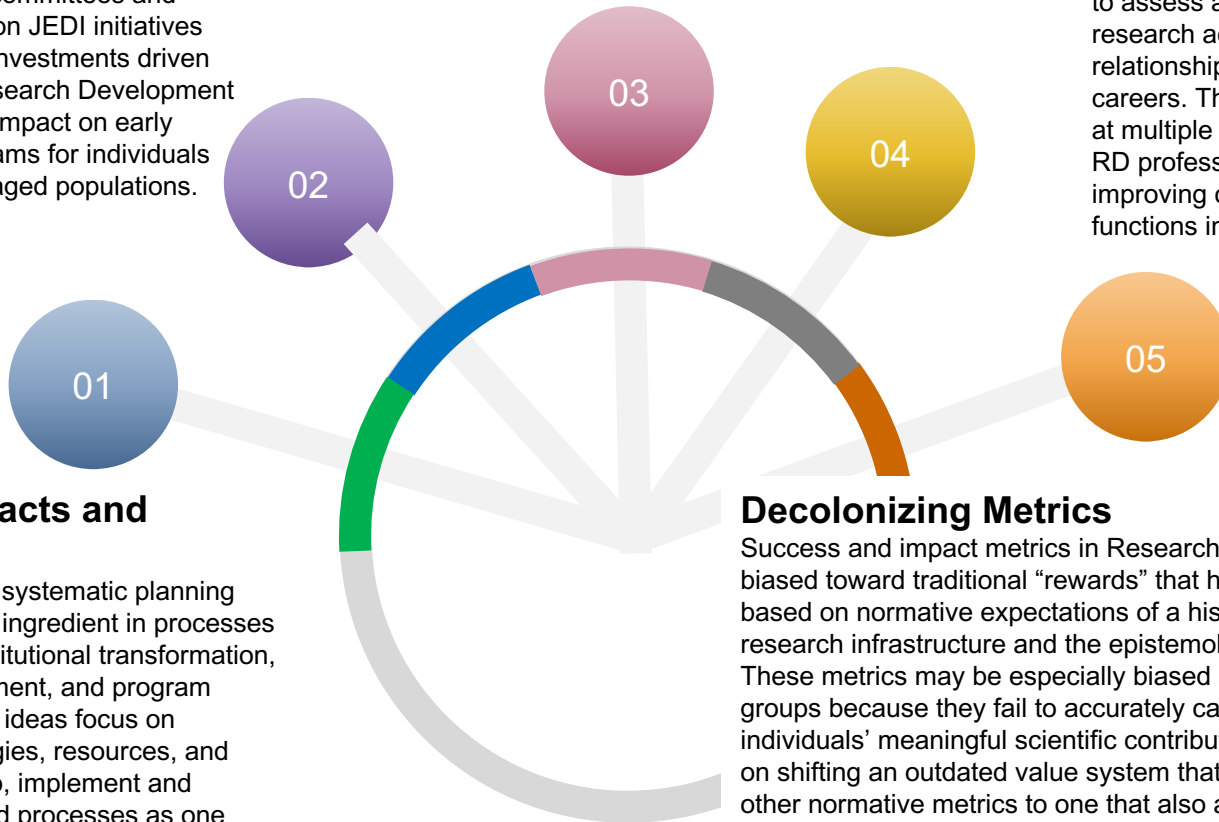 on JEDI initiatives
nvestments driven
search Development
mpact on early
ams for individuals
aged populations.
03
02
04
to assess a
research ac
relationship
careers. Th
at multiple
RD profess
improving c
functions in
01
05
acts and
systematic planning
ingredient in processes
itutional transformation,
ment, and program
ideas focus on
gies, resources, and
o, implement and
d processes as one
Decolonizing Metrics
Success and impact metrics in Research
biased toward traditional “rewards” that h
based on normative expectations of a his
research infrastructure and the epistemol
These metrics may be especially biased
groups because they fail to accurately ca
individuals’ meaningful scientific contribut
on shifting an outdated value system that
other normative metrics to one that also a